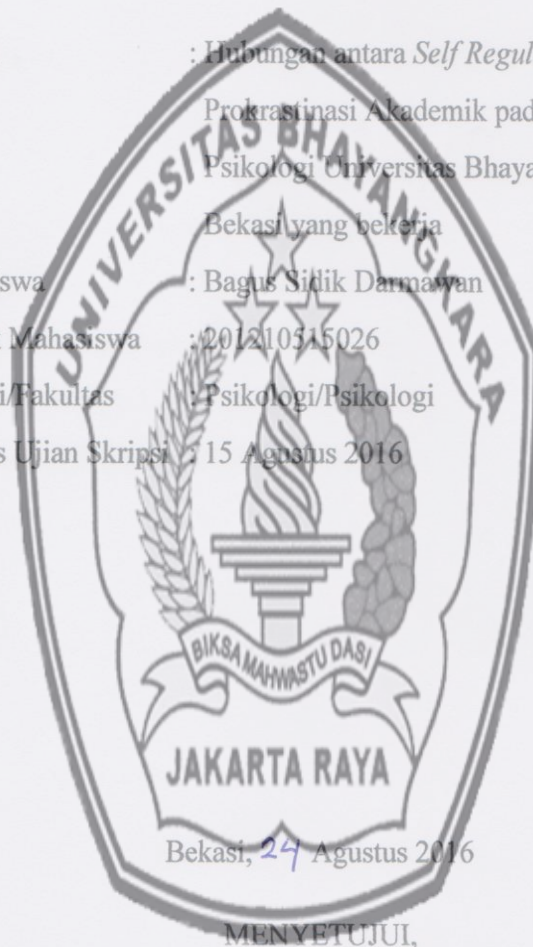 : Hubungan antara Self Regul
Prokrastinasi Akademik pad
Psikologi Universitas Bhaya
Bekasi yang bekerja
swa : Bagus Sidik Darmawan
k Mahasiswa : 201210515026
i/Fakultas : Psikologi/Psikologi
s Ujian Skripsi : 15 Agustus 2016
UNIVERSITAS BHAYANGKARA
BIKSA MAHWASTU DASI
JAKARTA RAYA
Bekasi, 24 Agustus 2016
MENYETUJUI,